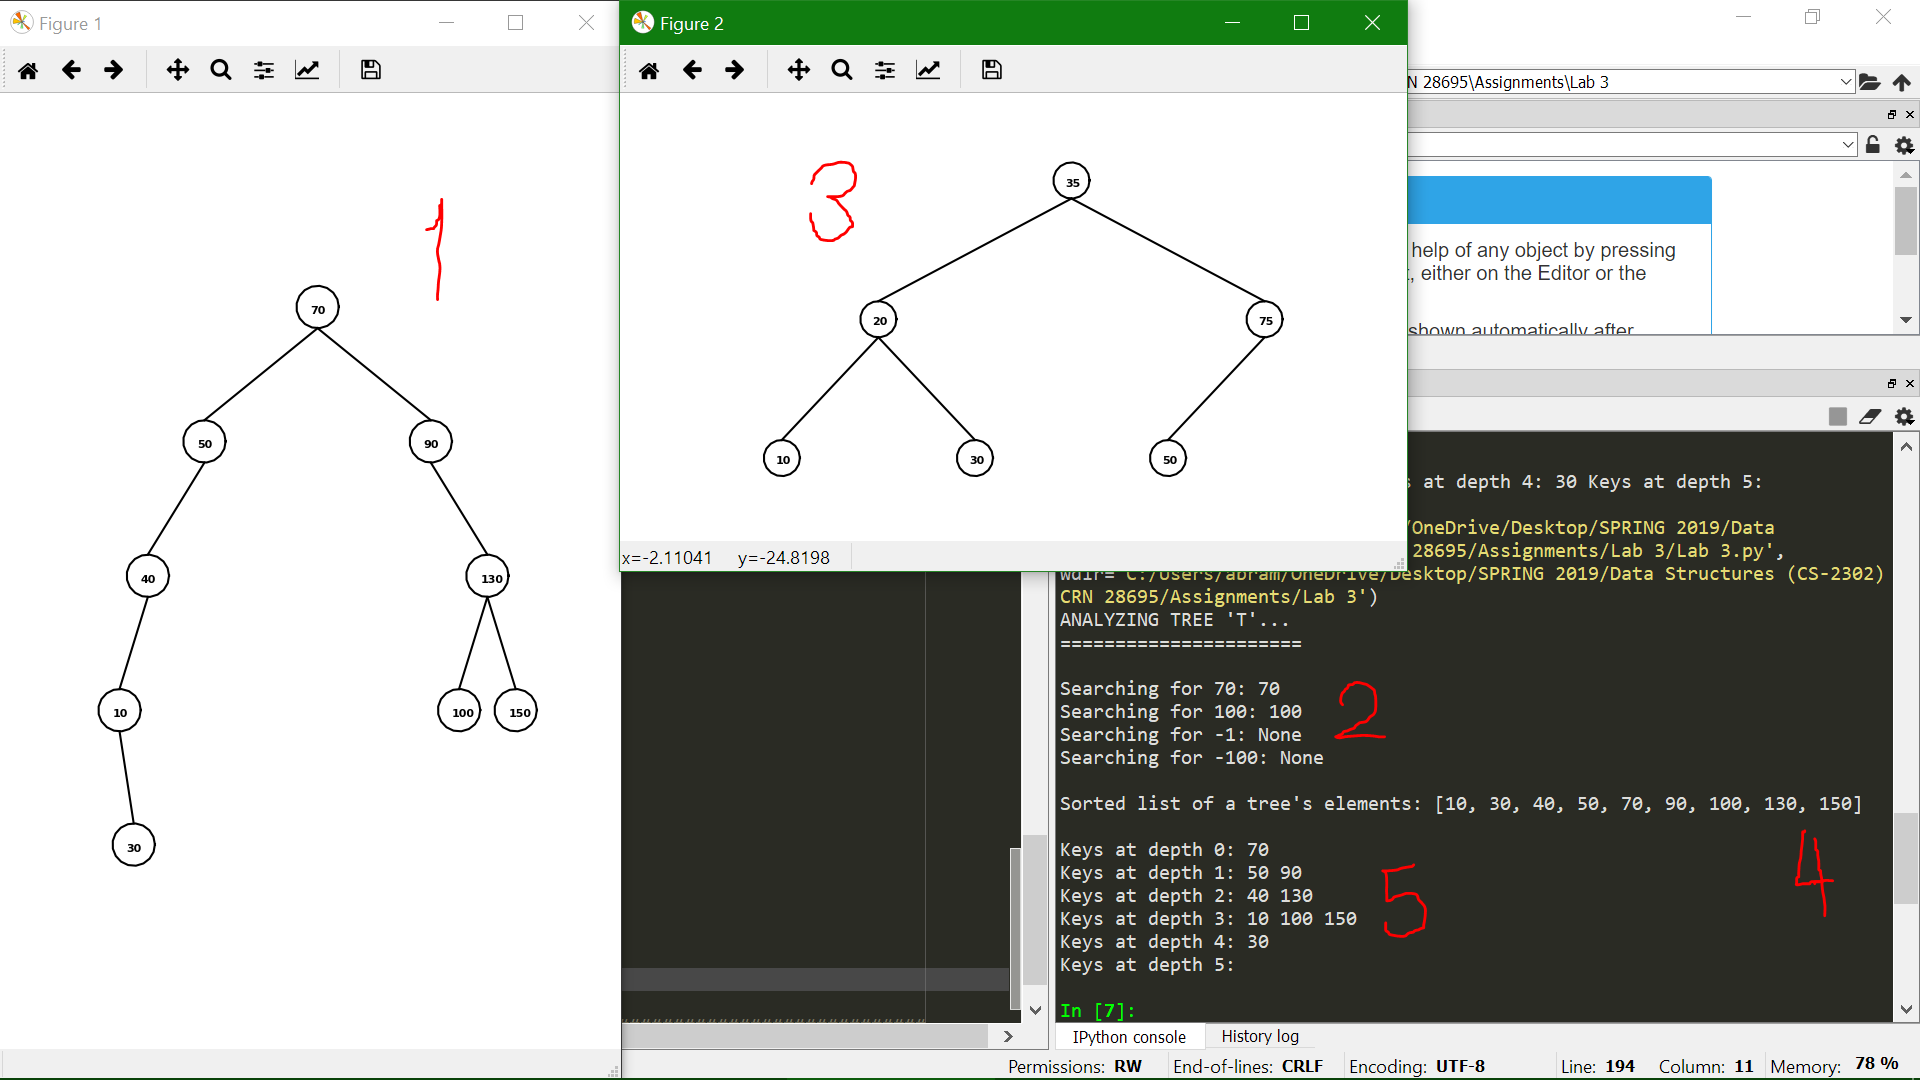 Figure 1
1
70
50
90
40
130
10
100
150
30
Figure 2
3
35
20
75
10
30
50
x=-2.11041 y=-24.8198
N 28695\Assignments\Lab 3
help of any object by pressing
, either on the Editor or the
shown automatically after
s at depth 4: 30 Keys at depth 5:
/OneDrive/Desktop/SPRING 2019/Data
28695/Assignments/Lab 3/Lab 3.py',
wdir='C:/Users/abram/OneDrive/Desktop/SPRING 2019/Data Structures (CS-2302)
CRN 28695/Assignments/Lab 3')
ANALYZING TREE 'T'...
======================
Searching for 70: 70
Searching for 100: 100
Searching for -1: None
Searching for -100: None
2
Sorted list of a tree's elements: [10, 30, 40, 50, 70, 90, 100, 130, 150]
4
Keys at depth 0: 70
Keys at depth 1: 50 90
Keys at depth 2: 40 130
Keys at depth 3: 10 100 150
Keys at depth 4: 30
Keys at depth 5:
5
In [7]:
IPython console History log
Permissions: RW End-of-lines: CRLF Encoding: UTF-8 Line: 194 Column: 11 Memory: 78 %